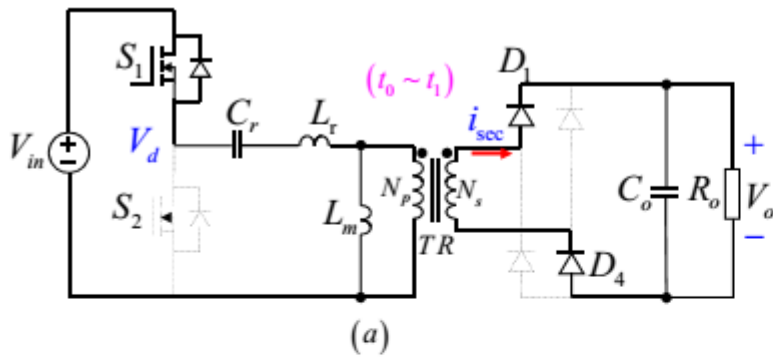 S1
(t0 ~ t1)
D1
Cr
Lr
isec
Vin
Vd
+
Np
Ns
Co
Ro
Vo
S2
Lm
TR
−
D4
(a)